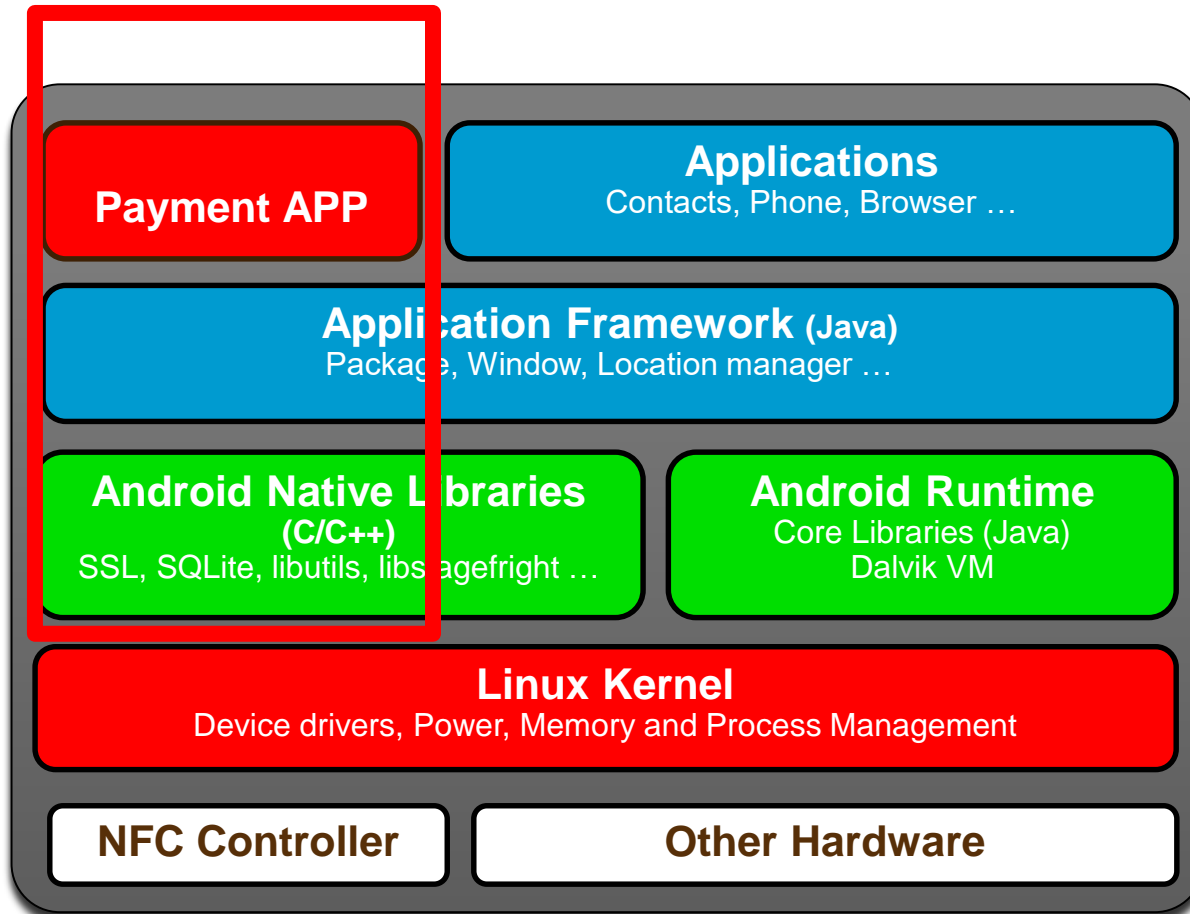 Payment APP
Applications
Contacts, Phone, Browser …
Application Framework (Java)
Package, Window, Location manager …
Android Native Libraries
(C/C++)
SSL, SQLite, libutils, libstagefright …
Android Runtime
Core Libraries (Java)
Dalvik VM
Linux Kernel
Device drivers, Power, Memory and Process Management
NFC Controller
Other Hardware